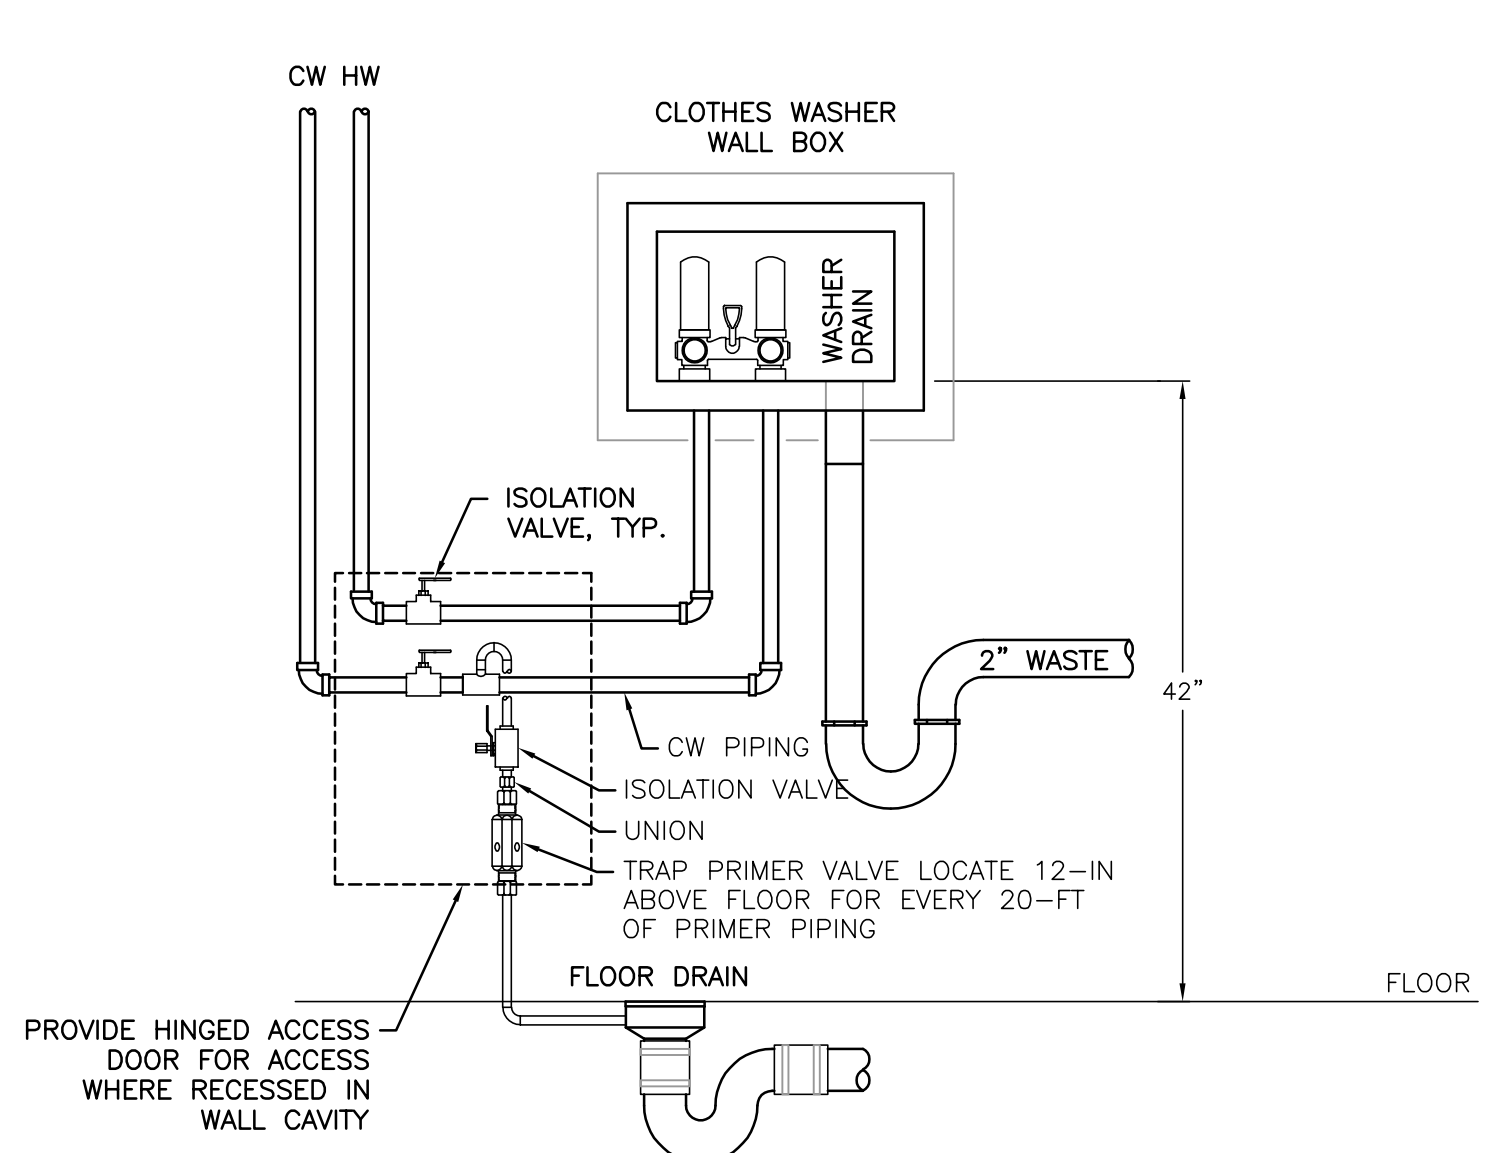 CW HW
CLOTHES WASHER
WALL BOX
WASHER
DRAIN
ISOLATION
VALVE, TYP.
2” WASTE
42”
CW PIPING
ISOLATION VALVE
UNION
TRAP PRIMER VALVE LOCATE 12-IN
ABOVE FLOOR FOR EVERY 20-FT
OF PRIMER PIPING
FLOOR DRAIN
FLOOR
PROVIDE HINGED ACCESS
DOOR FOR ACCESS
WHERE RECESSED IN
WALL CAVITY